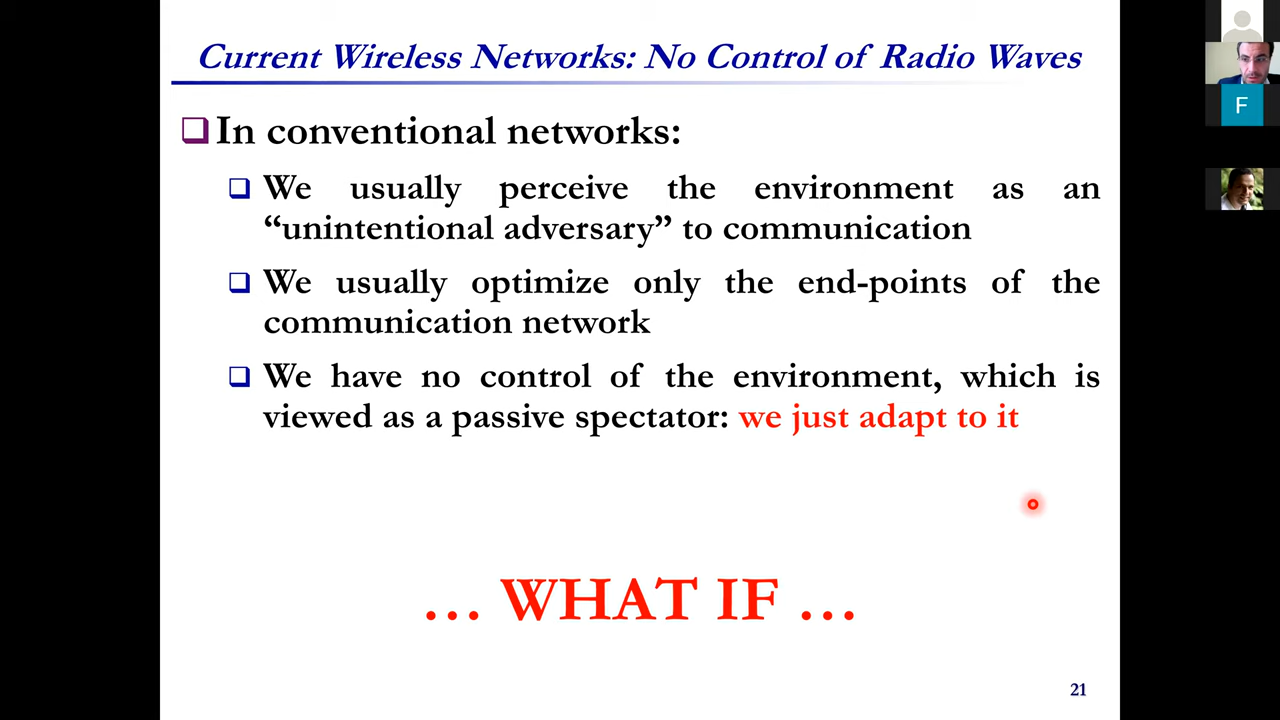 Current Wireless Networks: No Control of Radio Waves
In conventional networks:
We usually perceive the environment as an
“unintentional adversary” to communication
We usually optimize only the end-points of the
communication network
We have no control of the environment, which is
viewed as a passive spectator: we just adapt to it
… WHAT IF …
21
F